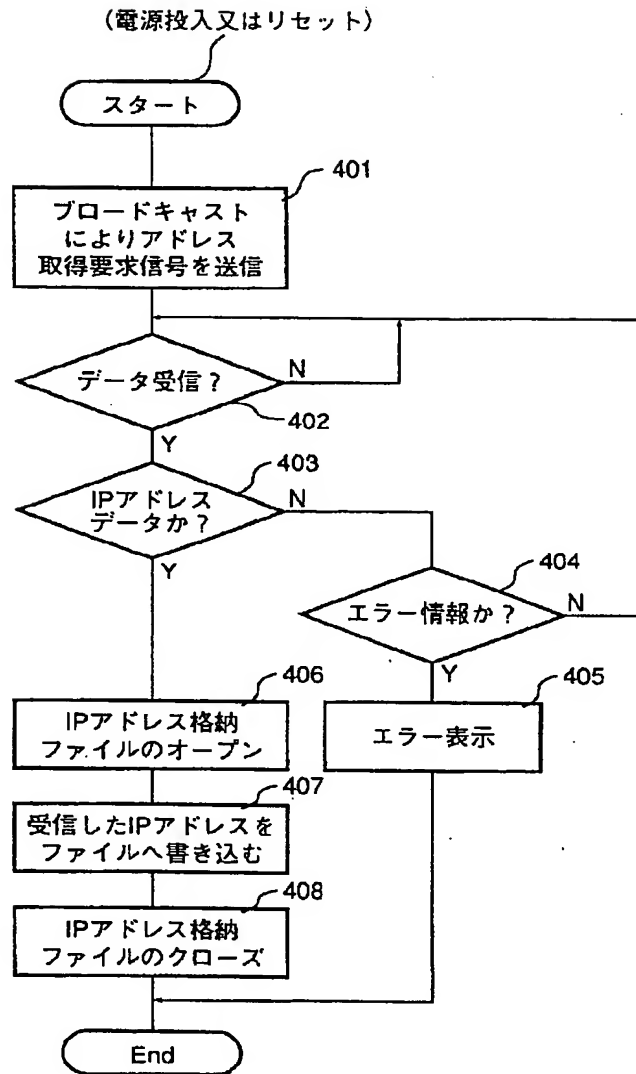 （電源投入又はリセット）
スタート
401
ブロードキャスト
によりアドレス
取得要求信号を送信
データ受信？
N
402
Y
403
IPアドレス
データか？
N
Y
404
エラー情報か？
N
Y
405
エラー表示
406
IPアドレス格納
ファイルのオープン
407
受信したIPアドレスを
ファイルへ書き込む
408
IPアドレス格納
ファイルのクローズ
End